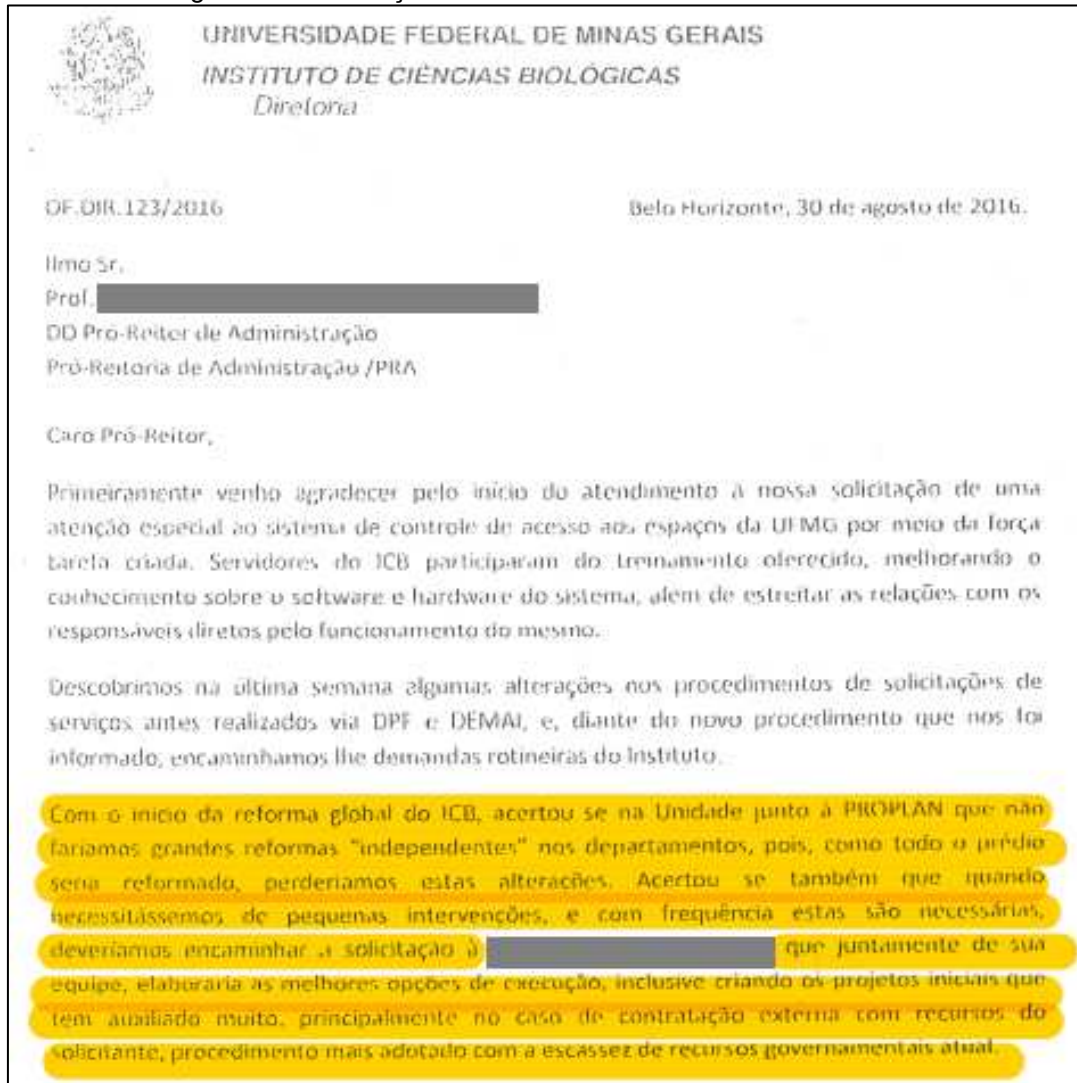 UNIVERSIDADE FEDERAL DE MINAS GERAIS
INSTITUTO DE CIÊNCIAS BIOLÓGICAS
Diretoria
OF.DIR.123/2016
Belo Horizonte, 30 de agosto de 2016.
Ilmo Sr.
Prof.
DD Pró-Reitor de Administração
Pró-Reitoria de Administração /PRA
Caro Pró-Reitor,
Primeiramente venho agradecer pelo início do atendimento a nossa solicitação de uma
atenção especial ao sistema de controle de acesso aos espaços da UFMG por meio da força
tarefa criada. Servidores do ICB participaram do treinamento oferecido, melhorando o
conhecimento sobre o software e hardware do sistema, alem de estreitar as relações com os
responsáveis diretos pelo funcionamento do mesmo.
Descobrimos na última semana algumas alterações nos procedimentos de solicitações de
serviços antes realizados via DPF e DEMAI, e, diante do novo procedimento que nos foi
informado, encaminhamos lhe demandas rotineiras do Instituto.
Com o início da reforma global do ICB, acertou se na Unidade junto à PROPLAN que não
faríamos grandes reformas "independentes" nos departamentos, pois, como todo o prédio
seria reformado, perderíamos estas alterações. Acertou se também que quando
necessitássemos de pequenas intervenções, e com frequência estas são necessárias,
deveríamos encaminhar a solicitação à que juntamente de sua
equipe, elaboraria as melhores opções de execução, inclusive criando os projetos iniciais que
tem auxiliado muito, principalmente no caso de contratação externa com recursos do
solicitante, procedimento mais adotado com a escassez de recursos governamentais atual.